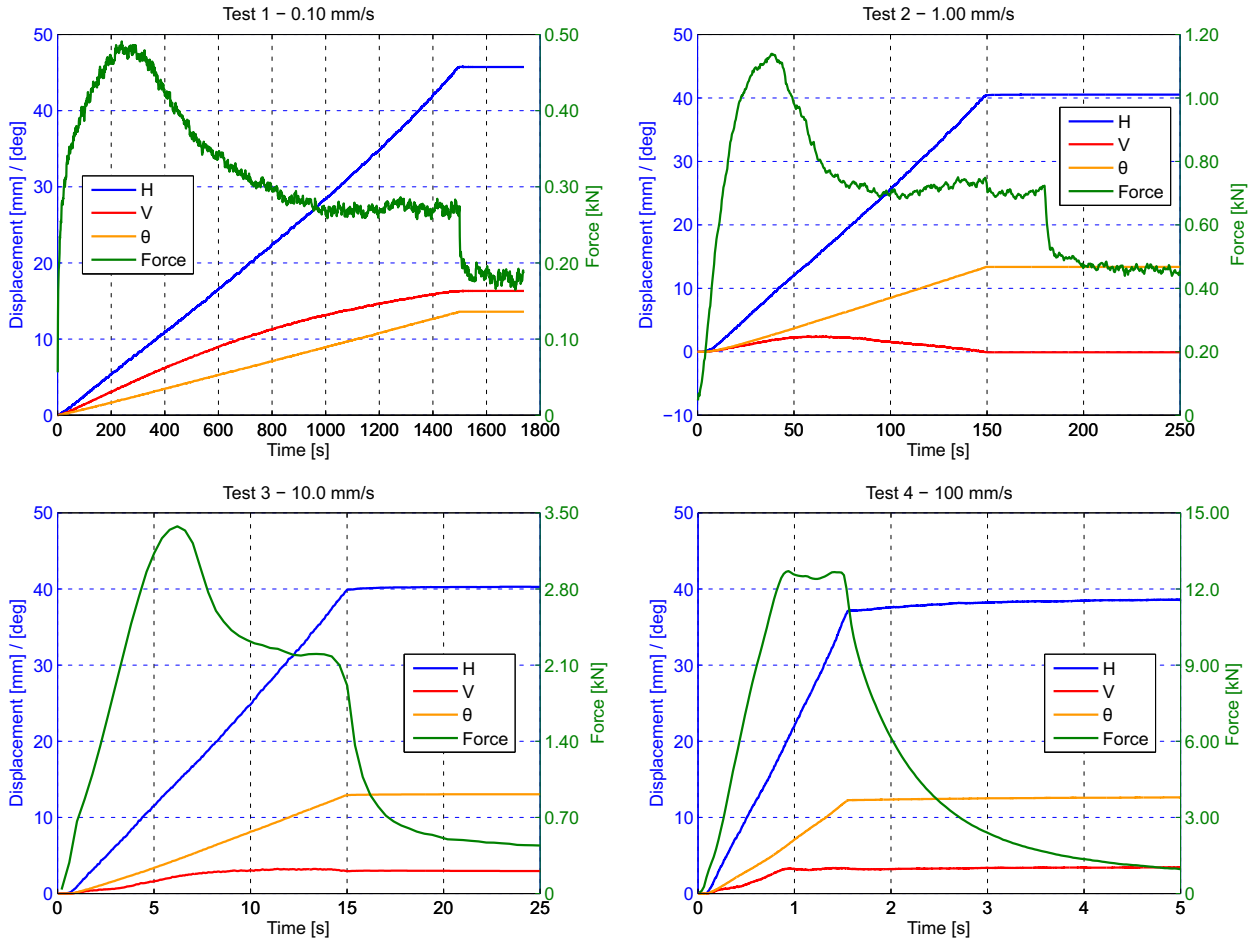 Test 1 − 0.10 mm/s
Displacement [mm] / [deg]
50
40
30
20
10
0
0.50
0.40
0.30
0.20
0.10
0
Force [kN]
H
V
θ
Force
0 200 400 600 800 1000 1200 1400 1600 1800
Time [s]
Test 2 − 1.00 mm/s
Displacement [mm] / [deg]
50
40
30
20
10
0
−10
1.20
1.00
0.80
0.60
0.40
0.20
0
Force [kN]
H
V
θ
Force
0 50 100 150 200 250
Time [s]
Test 3 − 10.0 mm/s
Displacement [mm] / [deg]
50
40
30
20
10
0
3.50
2.80
2.10
1.40
0.70
0
Force [kN]
H
V
θ
Force
0 5 10 15 20 25
Time [s]
Test 4 − 100 mm/s
Displacement [mm] / [deg]
50
40
30
20
10
0
15.00
12.0
9.00
6.00
3.00
0
Force [kN]
H
V
θ
Force
0 1 2 3 4 5
Time [s]